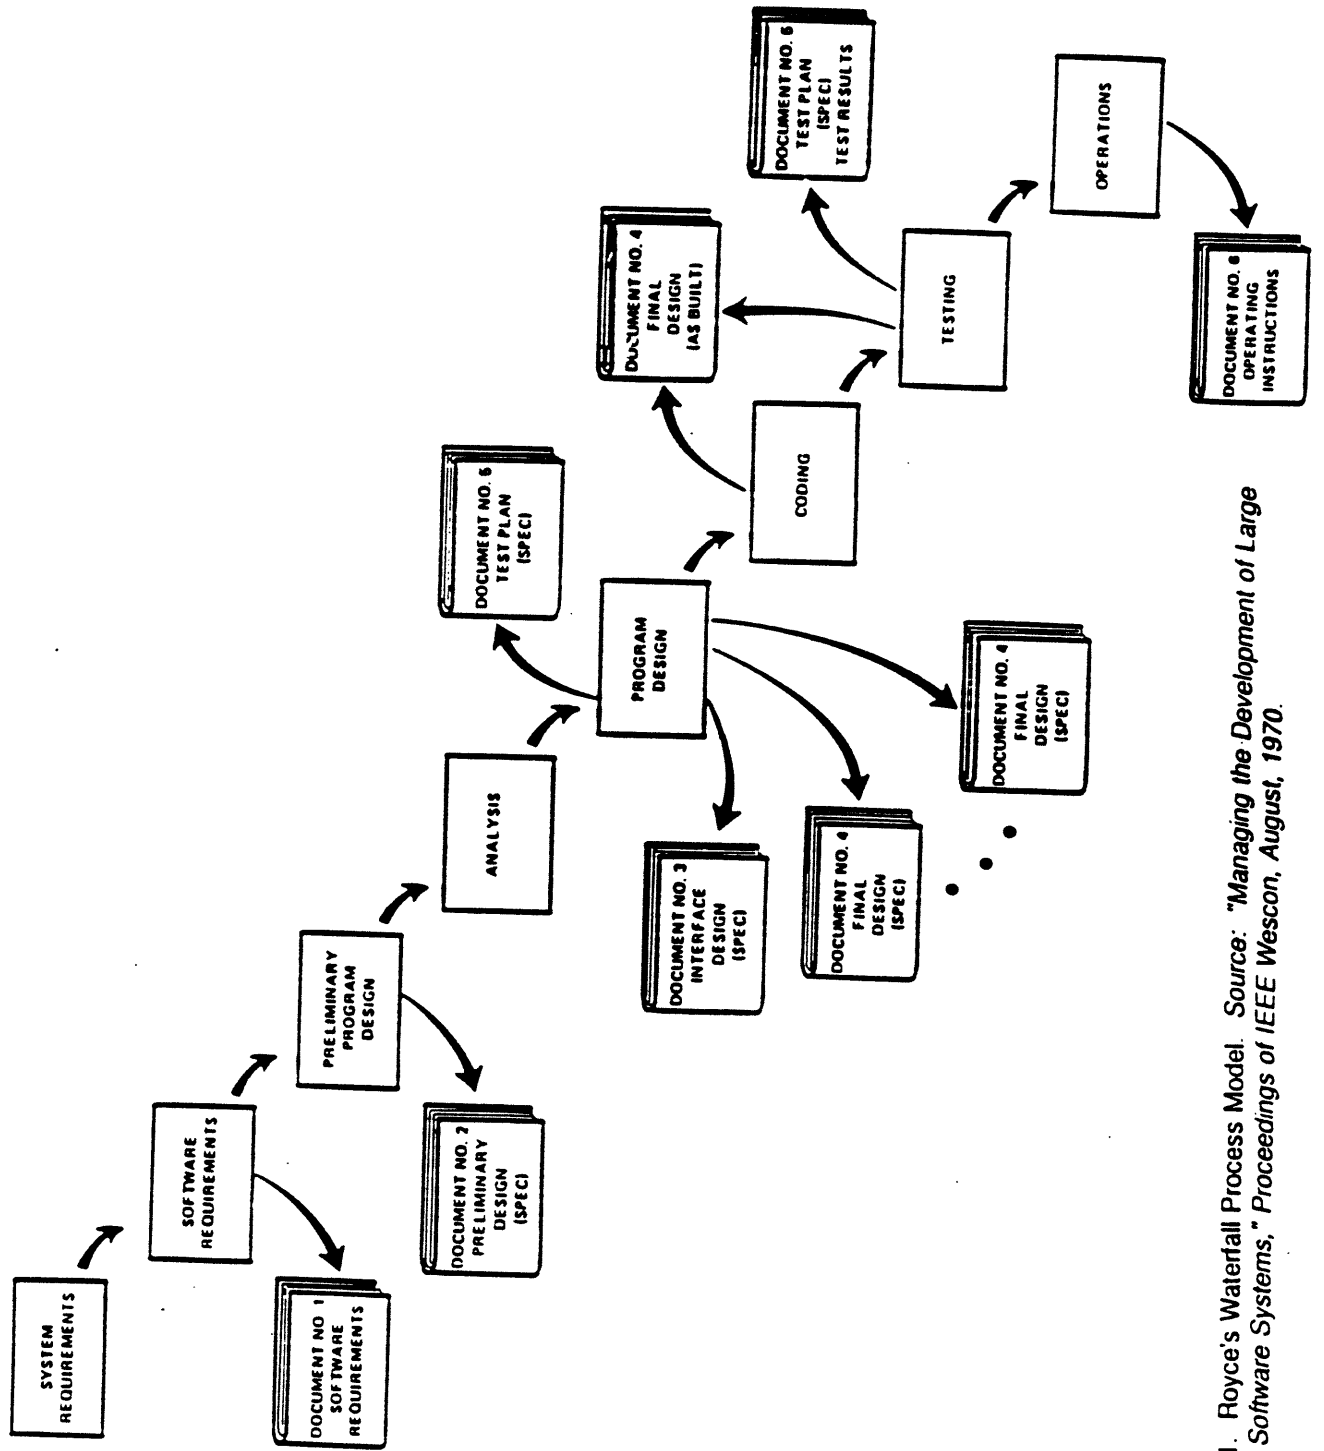 SYSTEM
REQUIREMENTS
SOFTWARE
REQUIREMENTS
DOCUMENT NO 1
SOFTWARE
REQUIREMENTS
PRELIMINARY
PROGRAM
DESIGN
DOCUMENT NO. 2
PRELIMINARY
DESIGN
(SPEC)
ANALYSIS
PROGRAM
DESIGN
DOCUMENT NO. 5
TEST PLAN
(SPEC)
DOCUMENT NO. 3
INTERFACE
DESIGN
(SPEC)
DOCUMENT NO. 4
FINAL
DESIGN
(SPEC)
DOCUMENT NO. 4
FINAL
DESIGN
(SPEC)
CODING
DOCUMENT NO. 4
FINAL
DESIGN
(AS BUILT)
TESTING
DOCUMENT NO. 5
TEST PLAN
(SPEC)
TEST RESULTS
OPERATIONS
DOCUMENT NO. 6
OPERATING
INSTRUCTIONS
1. Royce's Waterfall Process Model. Source: "Managing the Development of Large
Software Systems," Proceedings of IEEE Wescon, August, 1970.